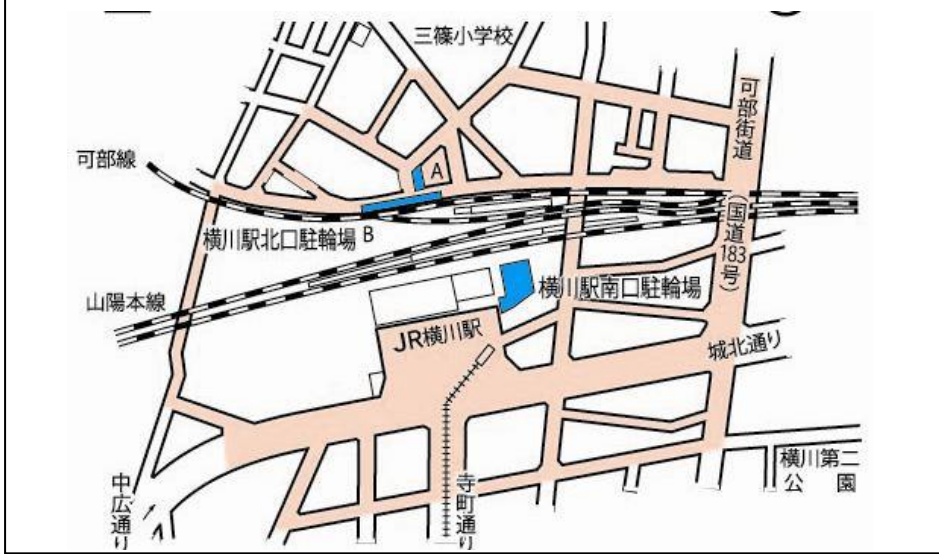 三篠小学校
可部街道
可部線
A
横川駅北口駐輪場 B
（国道183号）
横川駅南口駐輪場
山陽本線
JR横川駅
城北通り
横川第二
公　園
中広通り
寺町通り